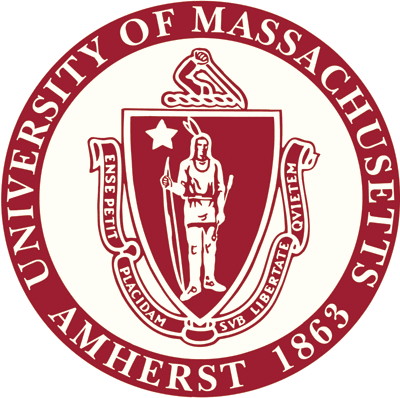 UNIVERSITY OF MASSACHUSETTS
AMHERST 1863
ENSE PETIT
PLACIDAM
SVB LIBERTATE
QVIETEM